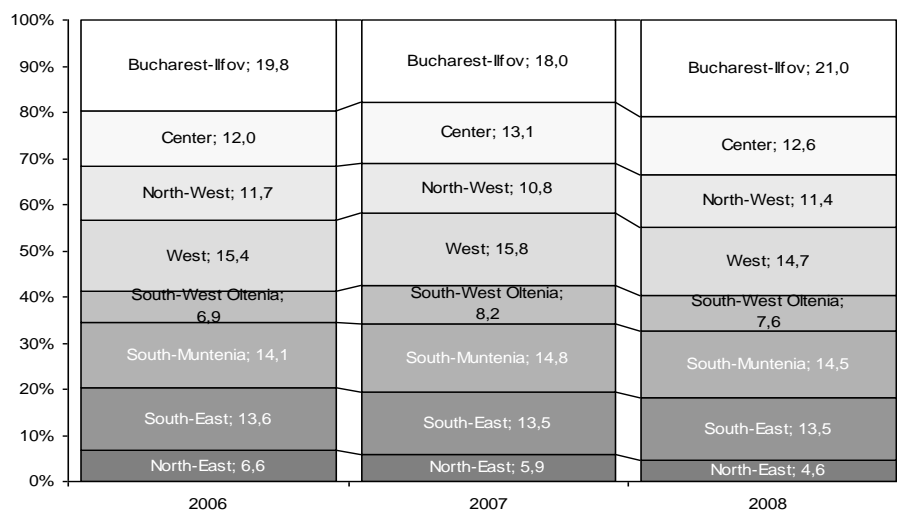 100%
90%
80%
70%
60%
50%
40%
30%
20%
10%
0%
Bucharest-Ilfov; 19,8
Center; 12,0
North-West; 11,7
West; 15,4
South-West Oltenia;
6,9
South-Muntenia; 14,1
South-East; 13,6
North-East; 6,6
Bucharest-Ilfov; 18,0
Center; 13,1
North-West; 10,8
West; 15,8
South-West Oltenia;
8,2
South-Muntenia; 14,8
South-East; 13,5
North-East; 5,9
Bucharest-Ilfov; 21,0
Center; 12,6
North-West; 11,4
West; 14,7
South-West Oltenia;
7,6
South-Muntenia; 14,5
South-East; 13,5
North-East; 4,6
2006
2007
2008